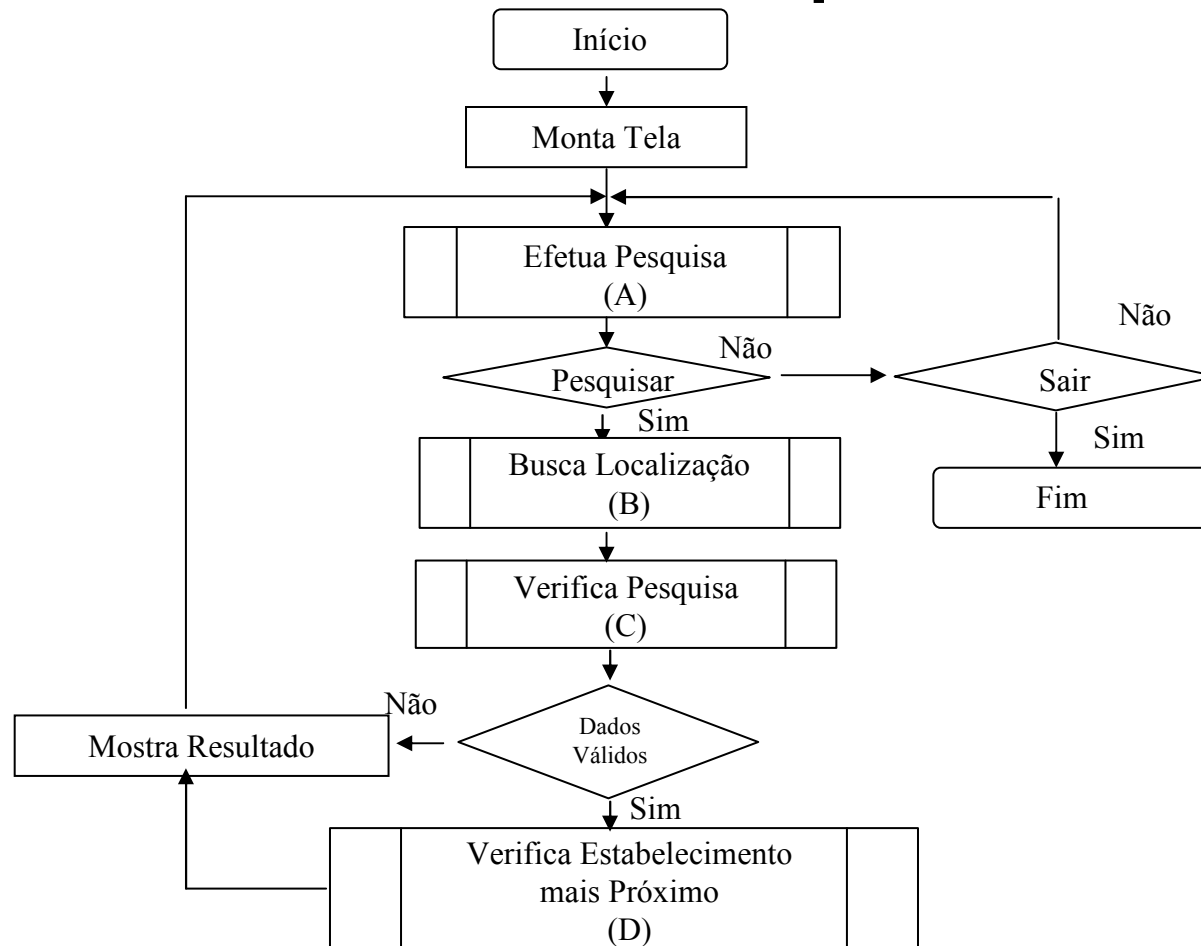 Início
Monta Tela
Efetua Pesquisa
(A)
Não
Não
Pesquisar
Sair
Sim
Sim
Busca Localização
(B)
Fim
Verifica Pesquisa
(C)
Não
Dados
Válidos
Mostra Resultado
Sim
Verifica Estabelecimento
mais Próximo
(D)